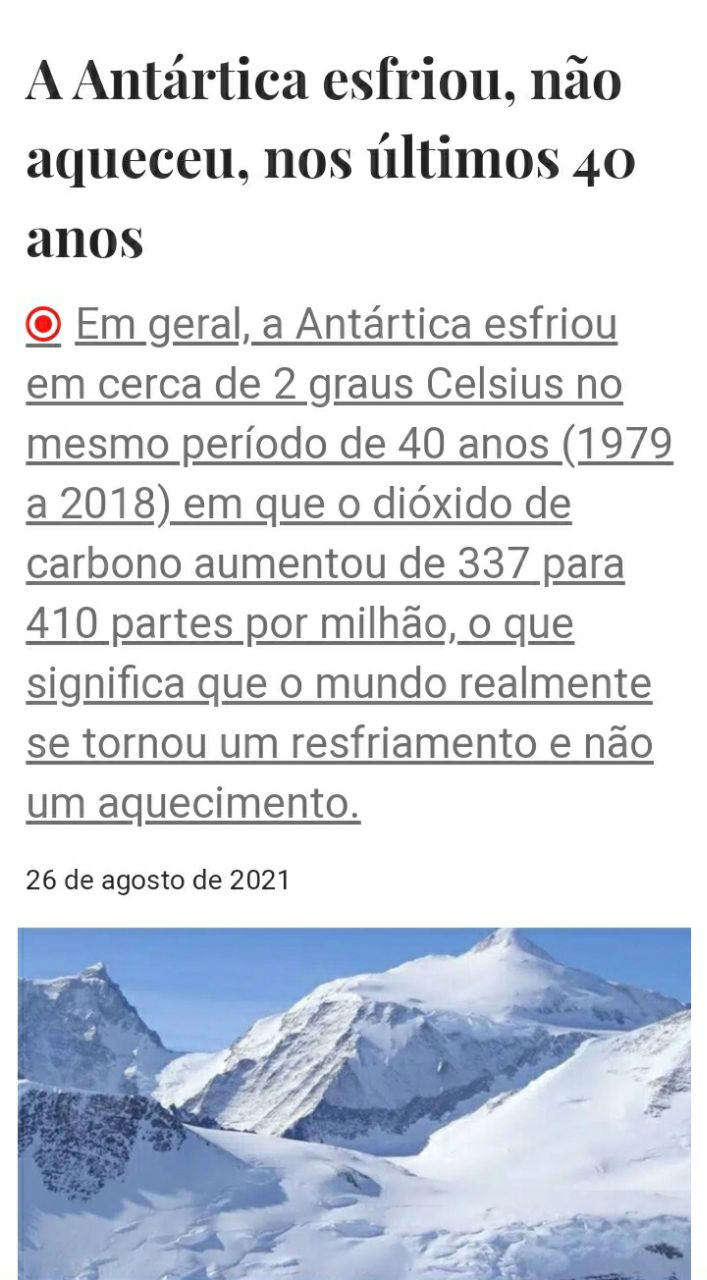 A Antártica esfriou, não
aqueceu, nos últimos 40
anos
Em geral, a Antártica esfriou
em cerca de 2 graus Celsius no
mesmo período de 40 anos (1979
a 2018) em que o dióxido de
carbono aumentou de 337 para
410 partes por milhão, o que
significa que o mundo realmente
se tornou um resfriamento e não
um aquecimento.
26 de agosto de 2021